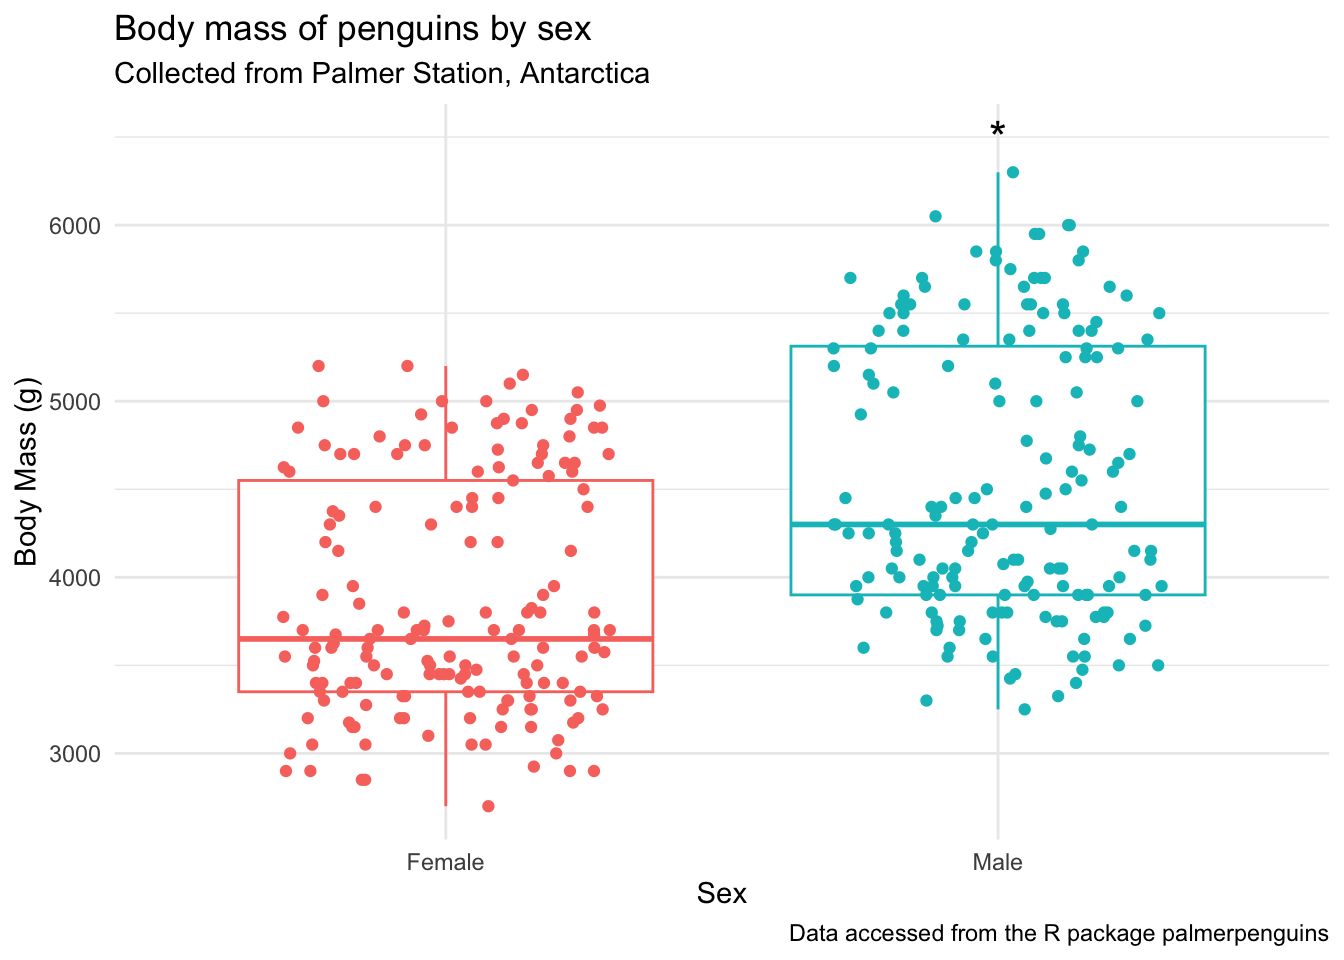 Body mass of penguins by sex
Collected from Palmer Station, Antarctica
*
6000
5000
4000
3000
Body Mass (g)
Female Male
Sex
Data accessed from the R package palmerpenguins